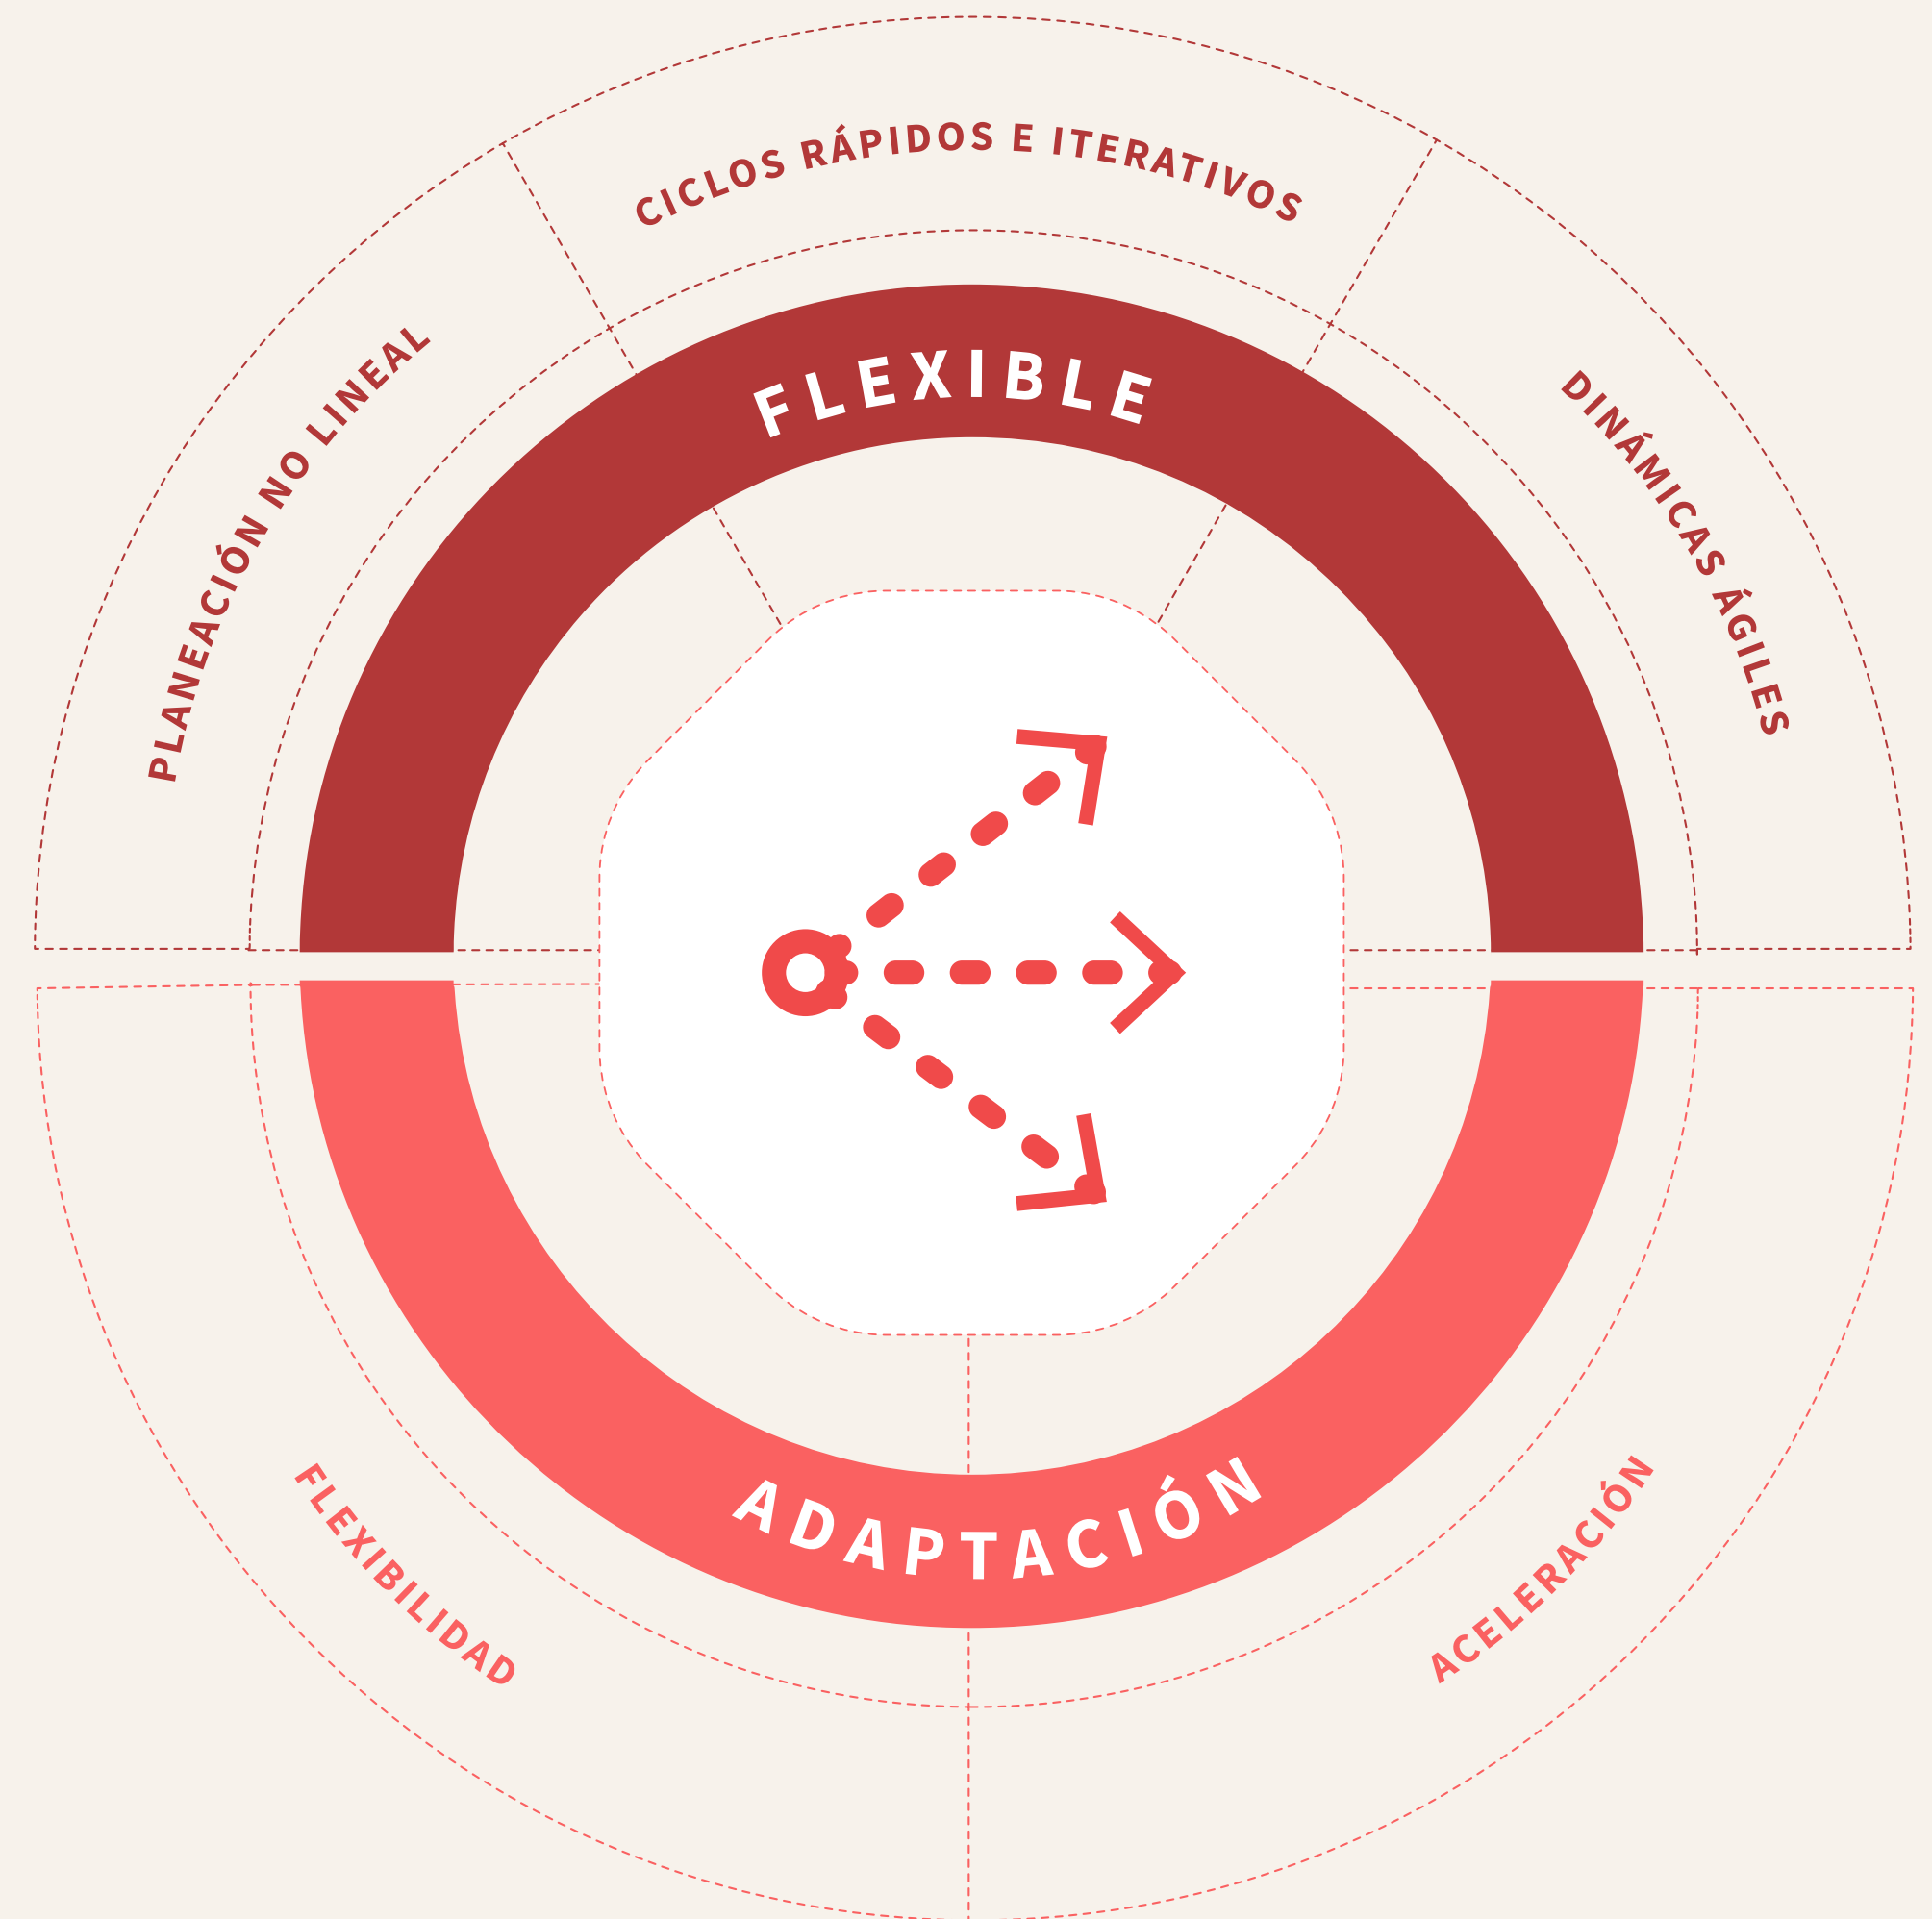 CICLOS RÁPIDOS E ITERATIVOS
PLANEACIÓN NO LINEAL
FLEXIBLE
DINÁMICAS ÁGILES
ADAPTACIÓN
FLEXIBILIDAD
ACELERACIÓN